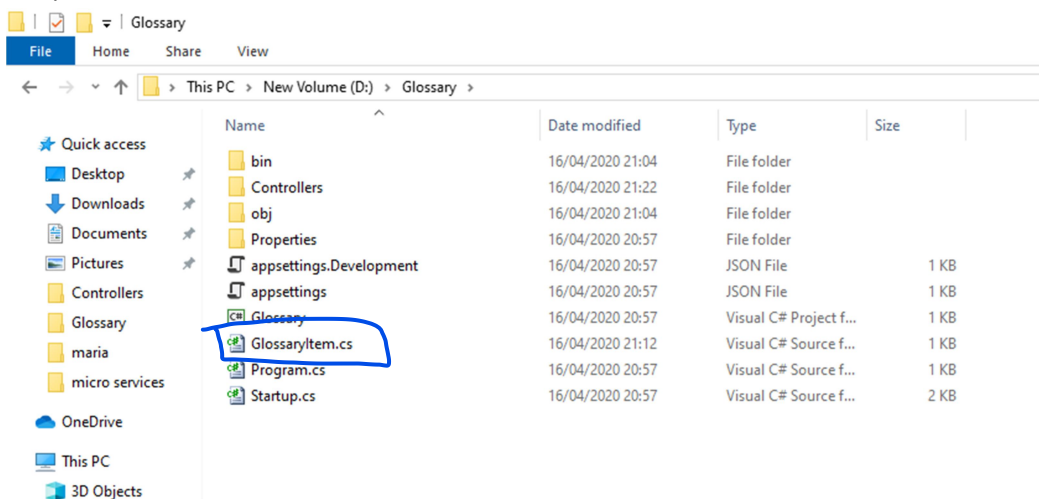 Glossary
File Home Share View
This PC > New Volume (D:) > Glossary >
Name Date modified Type Size
Quick access
Desktop
Downloads
Documents
Pictures
Controllers
Glossary
maria
micro services
OneDrive
This PC
3D Objects
bin 16/04/2020 21:04 File folder
Controllers 16/04/2020 21:22 File folder
obj 16/04/2020 21:04 File folder
Properties 16/04/2020 20:57 File folder
appsettings.Development 16/04/2020 20:57 JSON File 1 KB
appsettings 16/04/2020 20:57 JSON File 1 KB
C# Glossary 16/04/2020 20:57 Visual C# Project f... 1 KB
C# GlossaryItem.cs 16/04/2020 21:12 Visual C# Source f... 1 KB
C# Program.cs 16/04/2020 20:57 Visual C# Source f... 1 KB
C# Startup.cs 16/04/2020 20:57 Visual C# Source f... 2 KB